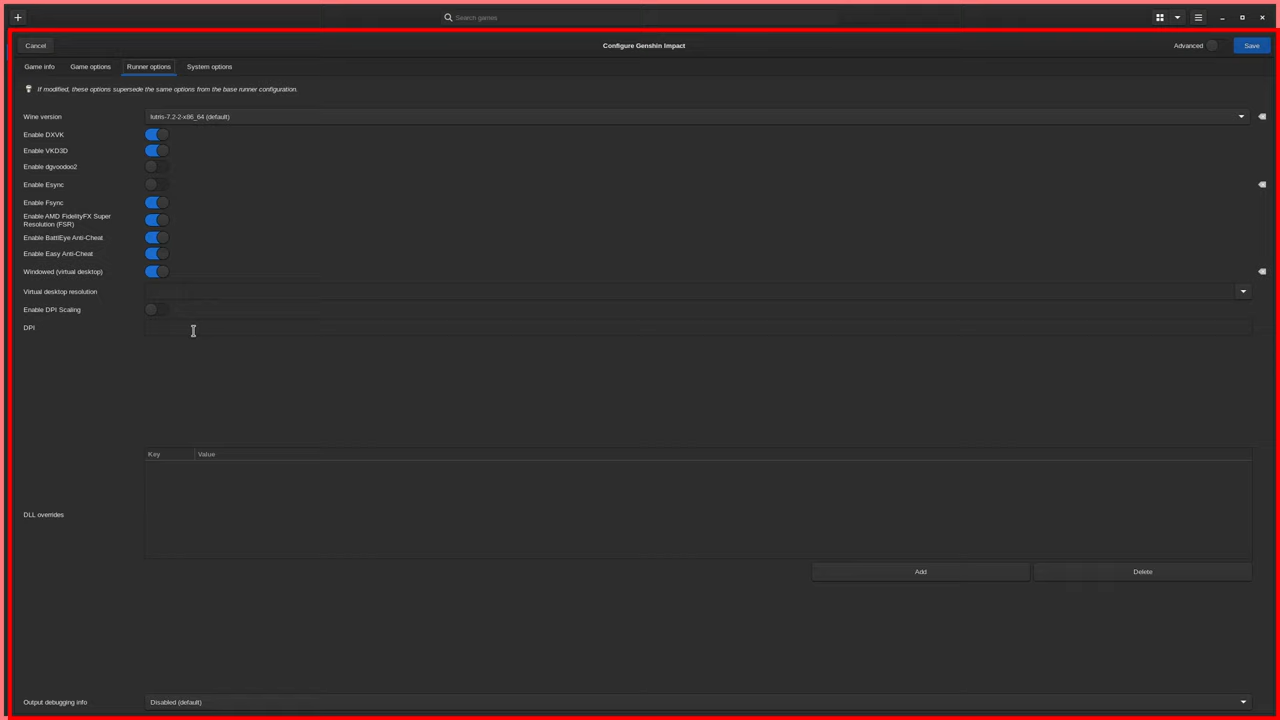 Search games
Cancel
Configure Genshin Impact
Advanced
Save
Game info
Game options
Runner options
System options
If modified, these options supersede the same options from the base runner configuration.
Wine version
lutris-7.2-2-x86_64 (default)
Enable DXVK
Enable VKD3D
Enable dgvoodoo2
Enable Esync
Enable Fsync
Enable AMD FidelityFX Super
Resolution (FSR)
Enable BattlEye Anti-Cheat
Enable Easy Anti-Cheat
Windowed (virtual desktop)
Virtual desktop resolution
Enable DPI Scaling
DPI
Key
Value
DLL overrides
Add
Delete
Output debugging info
Disabled (default)